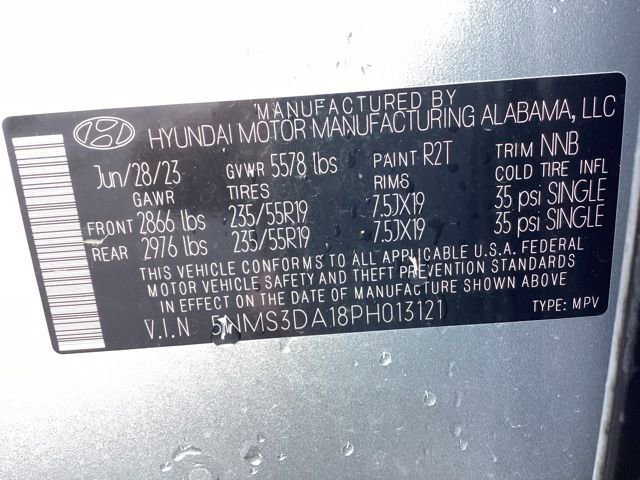 MANUFACTURED BY
HYUNDAI MOTOR MANUFACTURING ALABAMA, LLC
Jun/28/23 GVWR 5578 lbs PAINT R2T TRIM NNB
GAWR TIRES RIMS COLD TIRE INFL
FRONT 2866 lbs 235/55R19 7.5JX19 35 psi SINGLE
REAR 2976 lbs 235/55R19 7.5JX19 35 psi SINGLE
THIS VEHICLE CONFORMS TO ALL APPLICABLE U.S.A. FEDERAL
MOTOR VEHICLE SAFETY AND THEFT PREVENTION STANDARDS
IN EFFECT ON THE DATE OF MANUFACTURE SHOWN ABOVE.
V.I.N 5NMS3DA18PH013121 TYPE: MPV